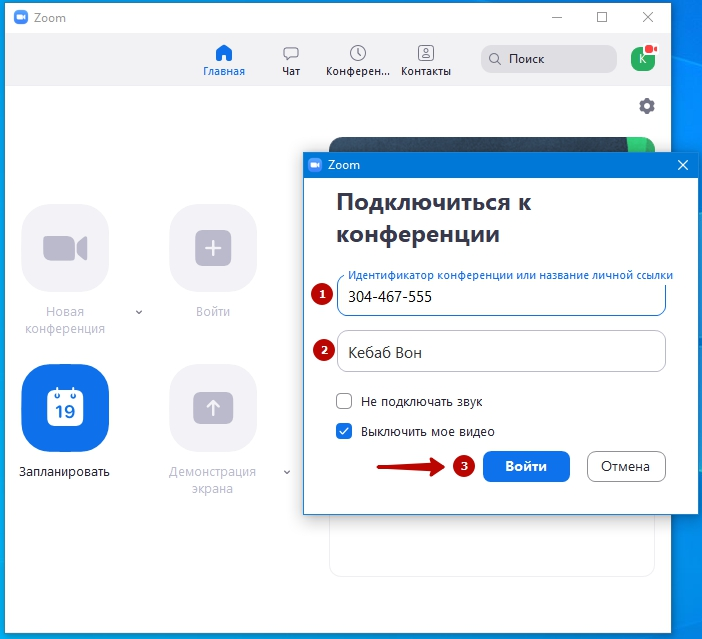 Zoom
Главная
Чат
Конферен...
Контакты
Поиск
K
Новая
конференция
Войти
19
Запланировать
Демонстрация
экрана
Zoom
Подключиться к
конференции
Идентификатор конференции или название личной ссылки
1
304-467-555
2
Кебаб Вон
Не подключать звук
Выключить мое видео
3
Войти
Отмена